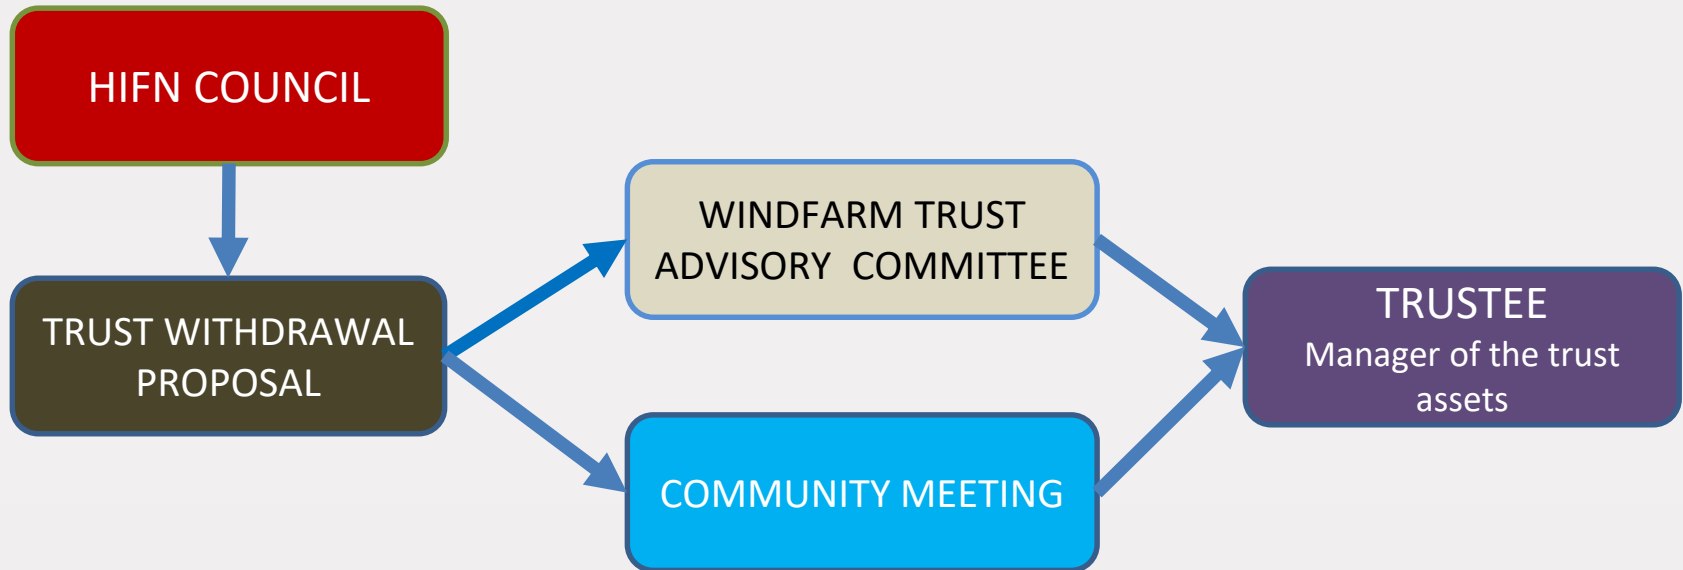 HIFN COUNCIL
TRUST WITHDRAWAL
PROPOSAL
WINDFARM TRUST
ADVISORY  COMMITTEE
COMMUNITY MEETING
TRUSTEE
Manager of the trust
assets